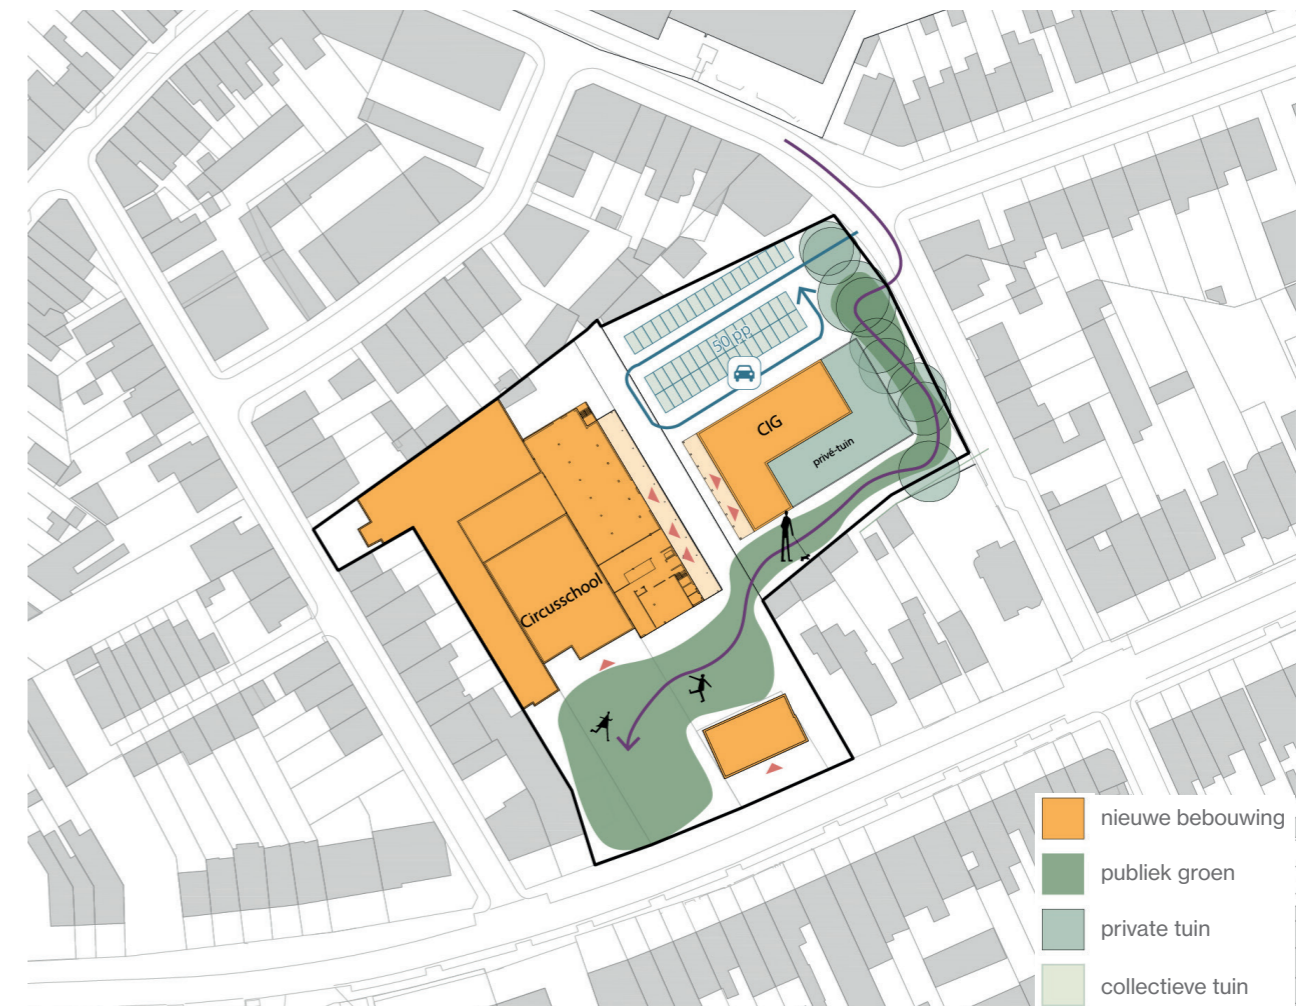 50 pp
CIG
privé-tuin
Circusschool
nieuwe bebouwing
publiek groen
private tuin
collectieve tuin